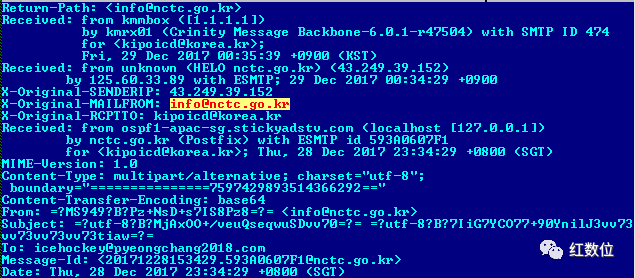 Return-Path: <info@nctc.go.kr>
Received: from kmmbox ([1.1.1.1])
by kmrx01 (Crinity Message Backbone-6.0.1-r47504) with SMTP ID 474
for <kipoicd@korea.kr>;
Fri, 29 Dec 2017 00:35:39 +0900 (KST)
Received: from unknown (HELO nctc.go.kr) (43.249.39.152)
by 125.60.33.89 with ESMTP; 29 Dec 2017 00:34:29 +0900
X-Original-SENDERIP: 43.249.39.152
X-Original-MAILFROM: info@nctc.go.kr
X-Original-RCPTTO: kipoicd@korea.kr
Received: from ospf1-apac-sg.stickyadstv.com (localhost [127.0.0.1])
by nctc.go.kr (Postfix) with ESMTP id 593A0607F1
for <kipoicd@korea.kr>; Thu, 28 Dec 2017 23:34:29 +0800 (SGT)
MIME-Version: 1.0
Content-Type: multipart/alternative; charset="utf-8";
boundary="===============7597429893514366292=="
Content-Transfer-Encoding: base64
From: =?MS949?B?Pz+NsD+s7IS8Pz8=?= <info@nctc.go.kr>
Subject: =?utf-8?B?MjAxOO+/veuQseqwuSDvv70=?= =?utf-8?B?7IiG7YCO77+90YnilJ3vv73vv73vv73vv73tiaw=?=
To: icehockey@pyeongchang2018.com
Message-Id: <20171228153429.593A0607F1@nctc.go.kr>
Date: Thu, 28 Dec 2017 23:34:29 +0800 (SGT)
红数位